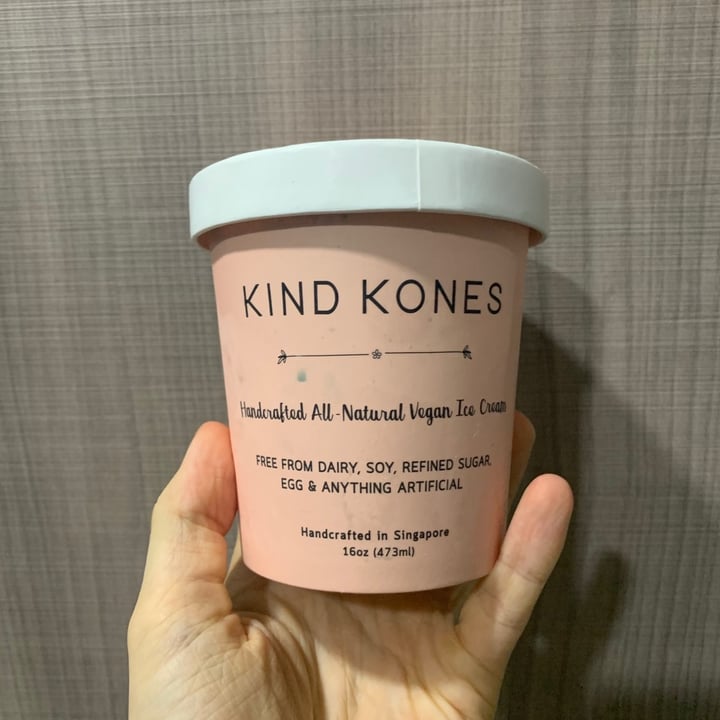 KIND KONES
Handcrafted All-Natural Vegan Ice Cream
FREE FROM DAIRY, SOY, REFINED SUGAR,
EGG & ANYTHING ARTIFICIAL
Handcrafted in Singapore
16oz (473ml)